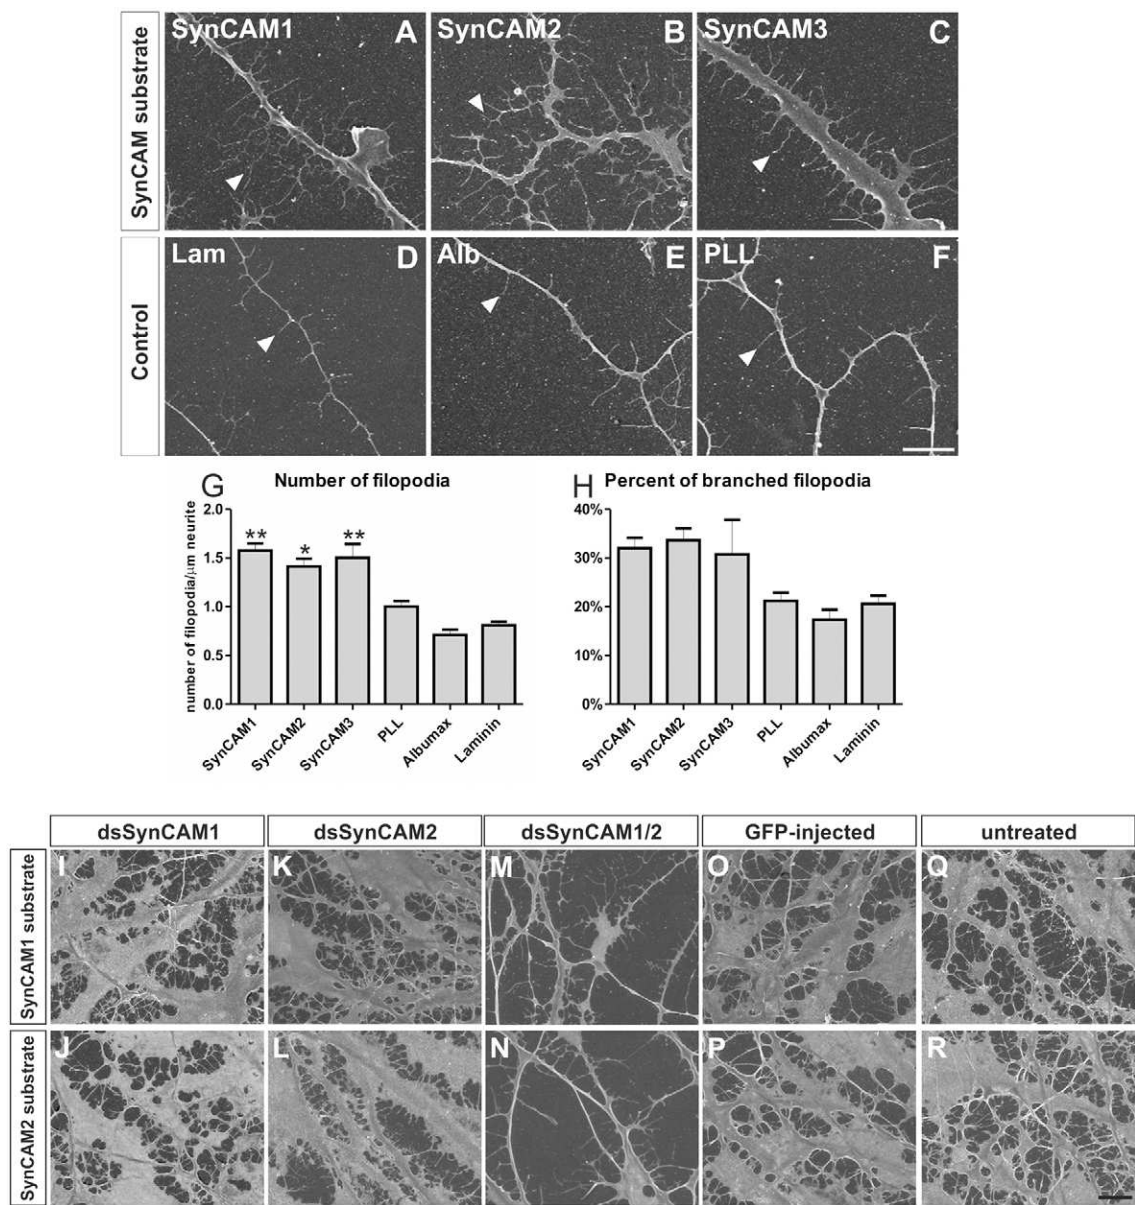 SynCAM substrate
SynCAM1 A
SynCAM2 B
SynCAM3 C
Control
Lam D
Alb E
PLL F
G Number of filopodia
number of filopodia/μm neurite
2.0
1.5
1.0
0.5
0.0
** * **
SynCAM1
SynCAM2
SynCAM3
PLL
Albumax
Laminin
H Percent of branched filopodia
40%
30%
20%
10%
0%
SynCAM1
SynCAM2
SynCAM3
PLL
Albumax
Laminin
dsSynCAM1
dsSynCAM2
dsSynCAM1/2
GFP-injected
untreated
SynCAM1 substrate
I K M O Q
SynCAM2 substrate
J L N P R